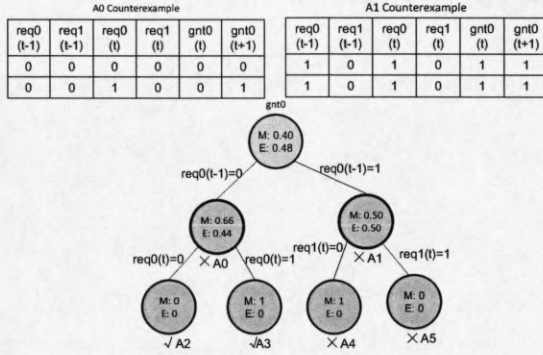 A0 Counterexample
req0 (t-1) req1 (t-1) req0 (t) req1 (t) gnt0 (t) gnt0 (t+1)
0 0 0 0 0 0
0 0 1 0 0 1
A1 Counterexample
req0 (t-1) req1 (t-1) req0 (t) req1 (t) gnt0 (t) gnt0 (t+1)
1 0 1 0 1 1
1 1 1 0 1 1
gnt0
M: 0.40
E: 0.48
req0(t-1)=0
req0(t-1)=1
M: 0.66
E: 0.44
M: 0.50
E: 0.50
× A0
× A1
req0(t)=0
req0(t)=1
req1(t)=0
req1(t)=1
M: 0
E: 0
M: 1
E: 0
M: 1
E: 0
M: 0
E: 0
√ A2
√A3
× A4
× A5